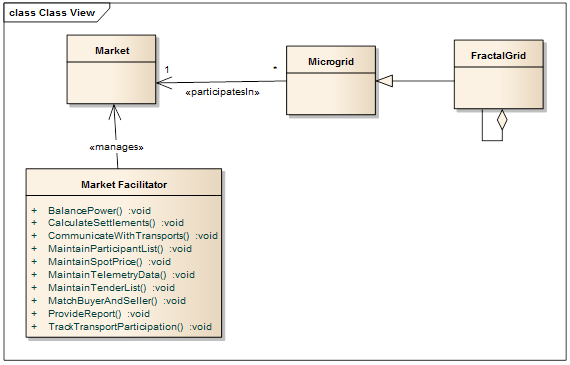 class Class View
Market
Microgrid
FractalGrid
1
*
«participatesIn»
«manages»
Market Facilitator
+ BalancePower() :void
+ CalculateSettlements() :void
+ CommunicateWithTransports() :void
+ MaintainParticipantList() :void
+ MaintainSpotPrice() :void
+ MaintainTelemetryData() :void
+ MaintainTenderList() :void
+ MatchBuyerAndSeller() :void
+ ProvideReport() :void
+ TrackTransportParticipation() :void